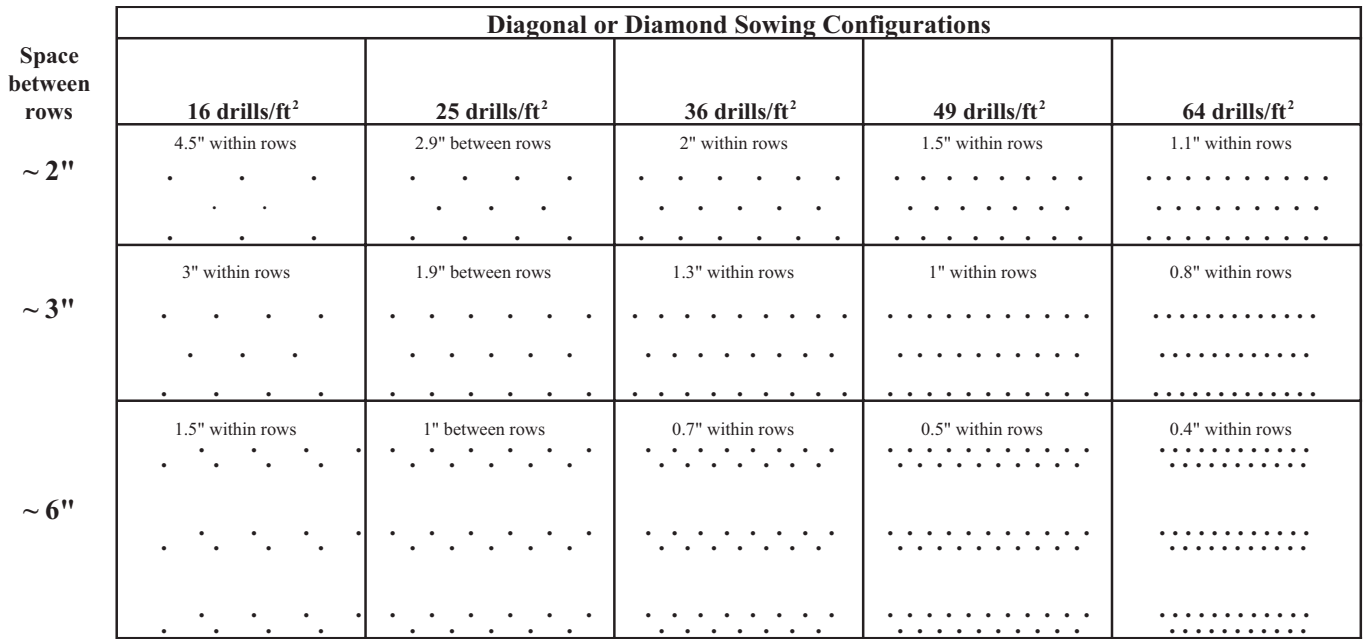 Diagonal or Diamond Sowing Configurations
Space
between
rows
16 drills/ft²
25 drills/ft²
36 drills/ft²
49 drills/ft²
64 drills/ft²
~ 2"
4.5" within rows
2.9" between rows
2" within rows
1.5" within rows
1.1" within rows
~ 3"
3" within rows
1.9" between rows
1.3" within rows
1" within rows
0.8" within rows
~ 6"
1.5" within rows
1" between rows
0.7" within rows
0.5" within rows
0.4" within rows